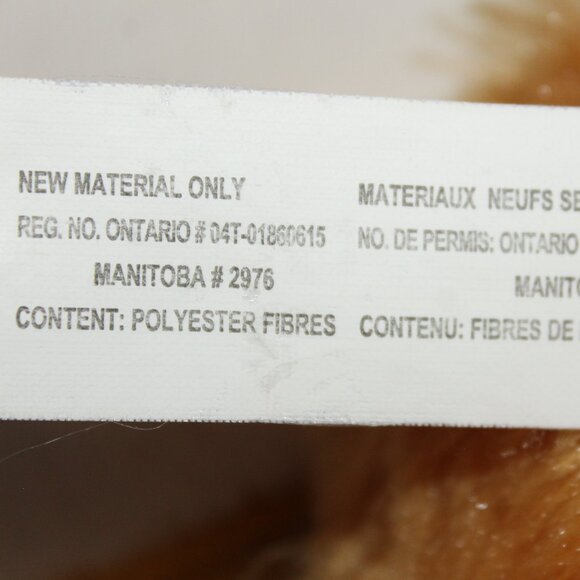 NEW MATERIAL ONLY
REG. NO. ONTARIO # 04T-01860615
MANITOBA # 2976
CONTENT: POLYESTER FIBRES
MATERIAUX NEUFS
NO. DE PERMIS: ONTARIO
CONTENU: FIBRES DE